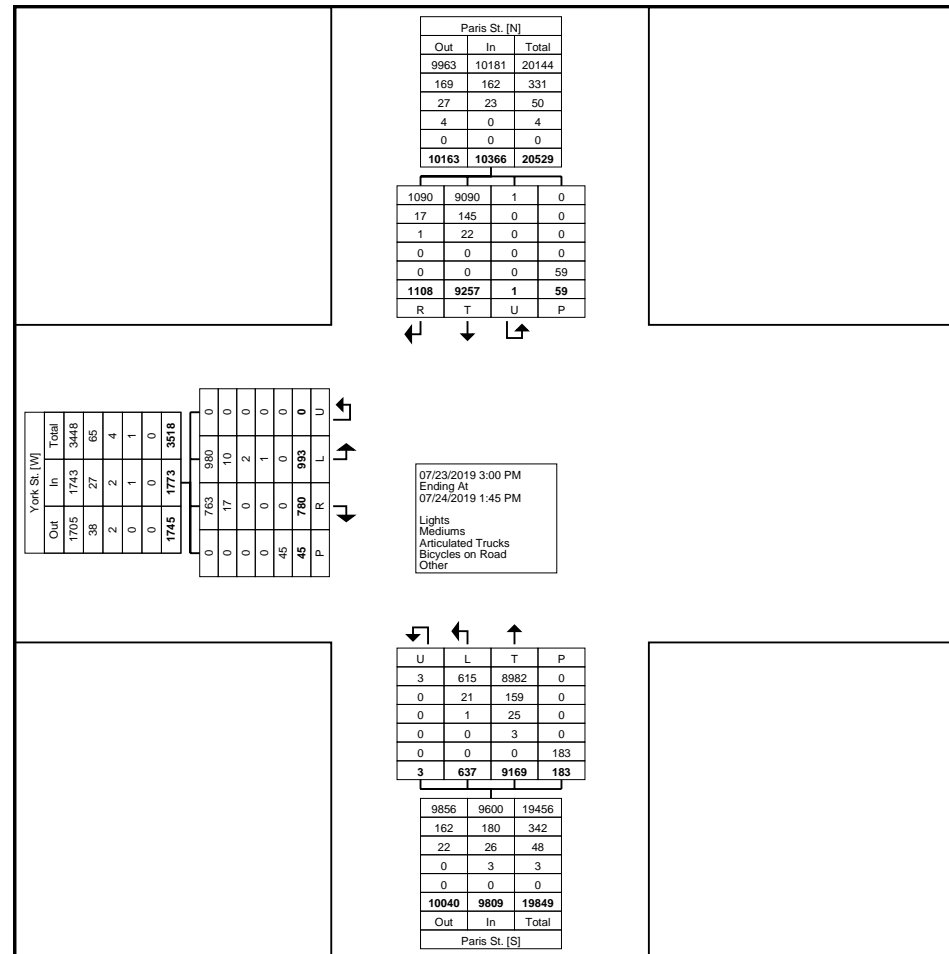 Paris St. [N]
Out In Total
9963 10181 20144
169 162 331
27 23 50
4 0 4
0 0 0
10163 10366 20529
1090 9090 1 0
17 145 0 0
1 22 0 0
0 0 0 0
0 0 0 59
1108 9257 1 59
R T U P
York St. [W]
Out In Total
1705 1743 3448
38 27 65
2 2 4
0 1 1
0 0 0
1745 1773 3518
0 763 980 0
0 17 10 0
0 0 2 0
0 0 1 0
45 0 0 0
45 780 993 0
P R L U
07/23/2019 3:00 PM
Ending At
07/24/2019 1:45 PM
Lights
Mediums
Articulated Trucks
Bicycles on Road
Other
U L T P
3 615 8982 0
0 21 159 0
0 1 25 0
0 0 3 0
0 0 0 183
3 637 9169 183
9856 9600 19456
162 180 342
22 26 48
0 3 3
0 0 0
10040 9809 19849
Out In Total
Paris St. [S]